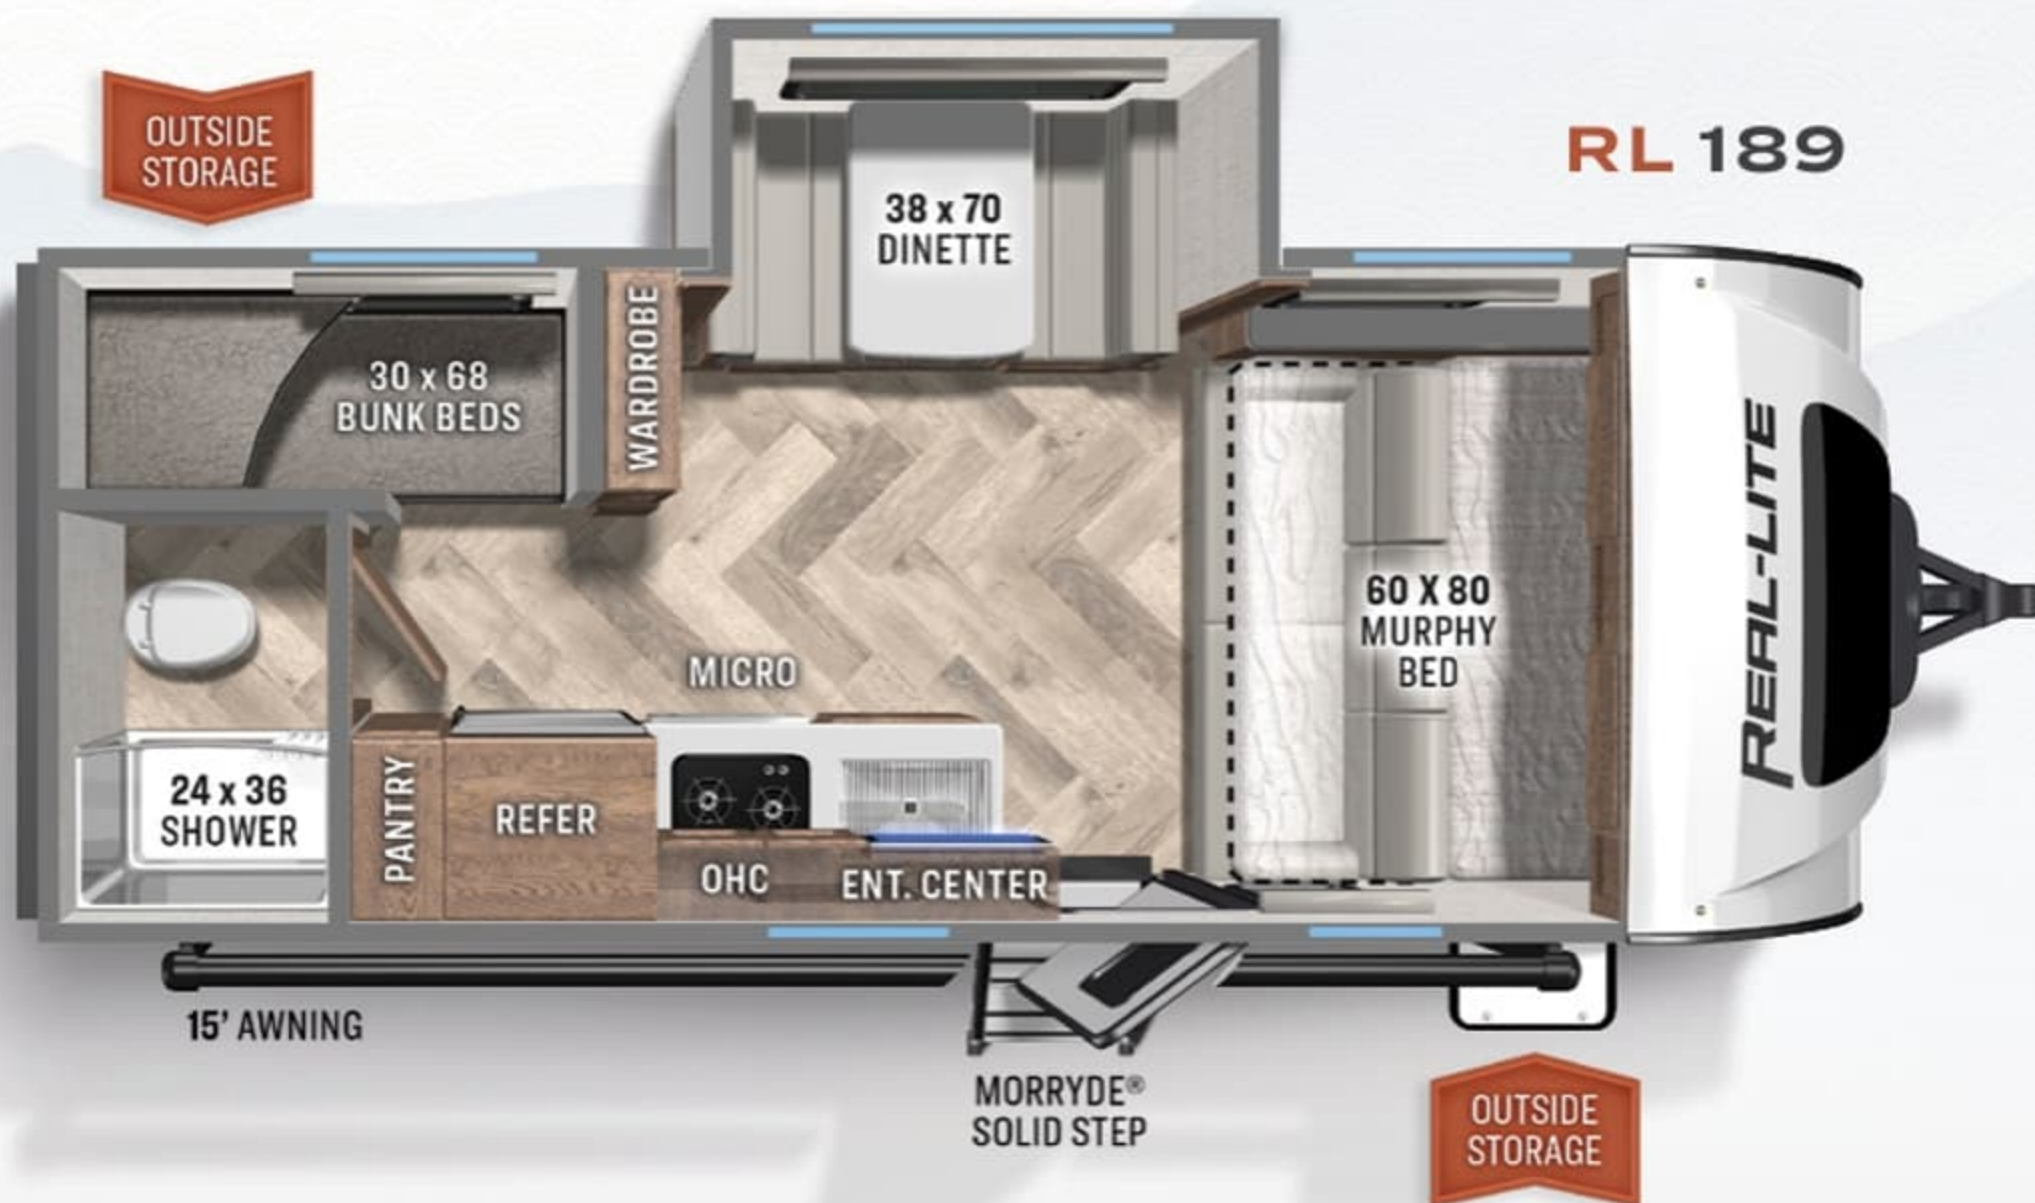 OUTSIDE
STORAGE
RL 189
38 x 70
DINETTE
30 x 68
BUNK BEDS
WARDROBE
60 X 80
MURPHY
BED
REAL-LITE
MICRO
24 x 36
SHOWER
PANTRY
REFER
OHC
ENT. CENTER
15' AWNING
MORRYDE®
SOLID STEP
OUTSIDE
STORAGE